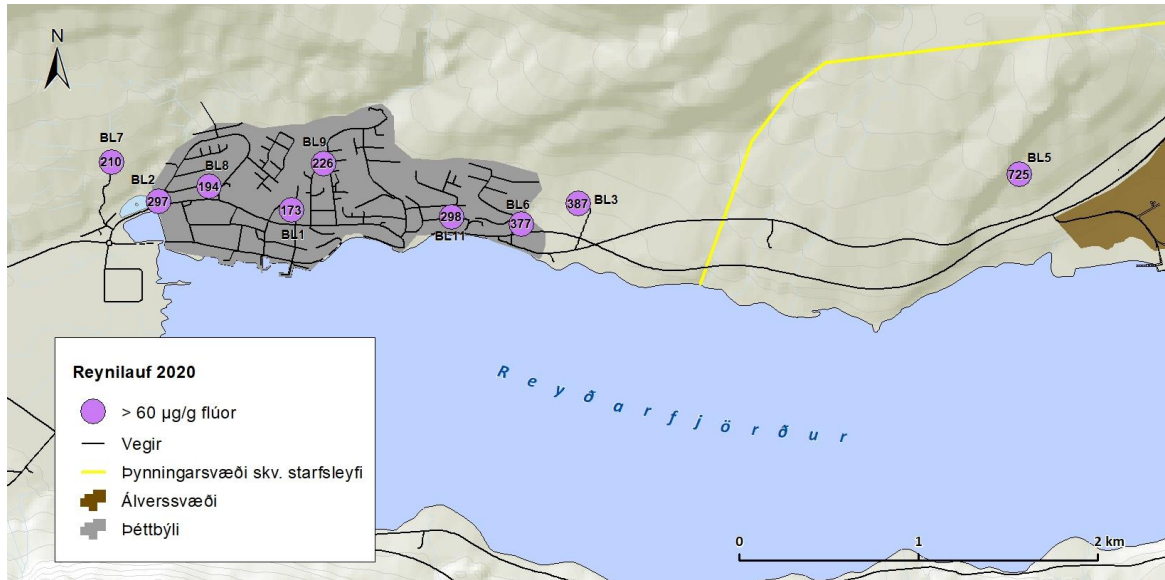 N
BL7
210
BL2
297
BL8
194
BL9
226
173
BL1
298
BL11
BL6
377
387
BL3
BL5
725
Reyðarfjörður
Reynilauf 2020
> 60 µg/g flúor
Vegir
Þynningarsvæði skv. starfsleyfi
Álverssvæði
Þéttbýli
0 1 2 km